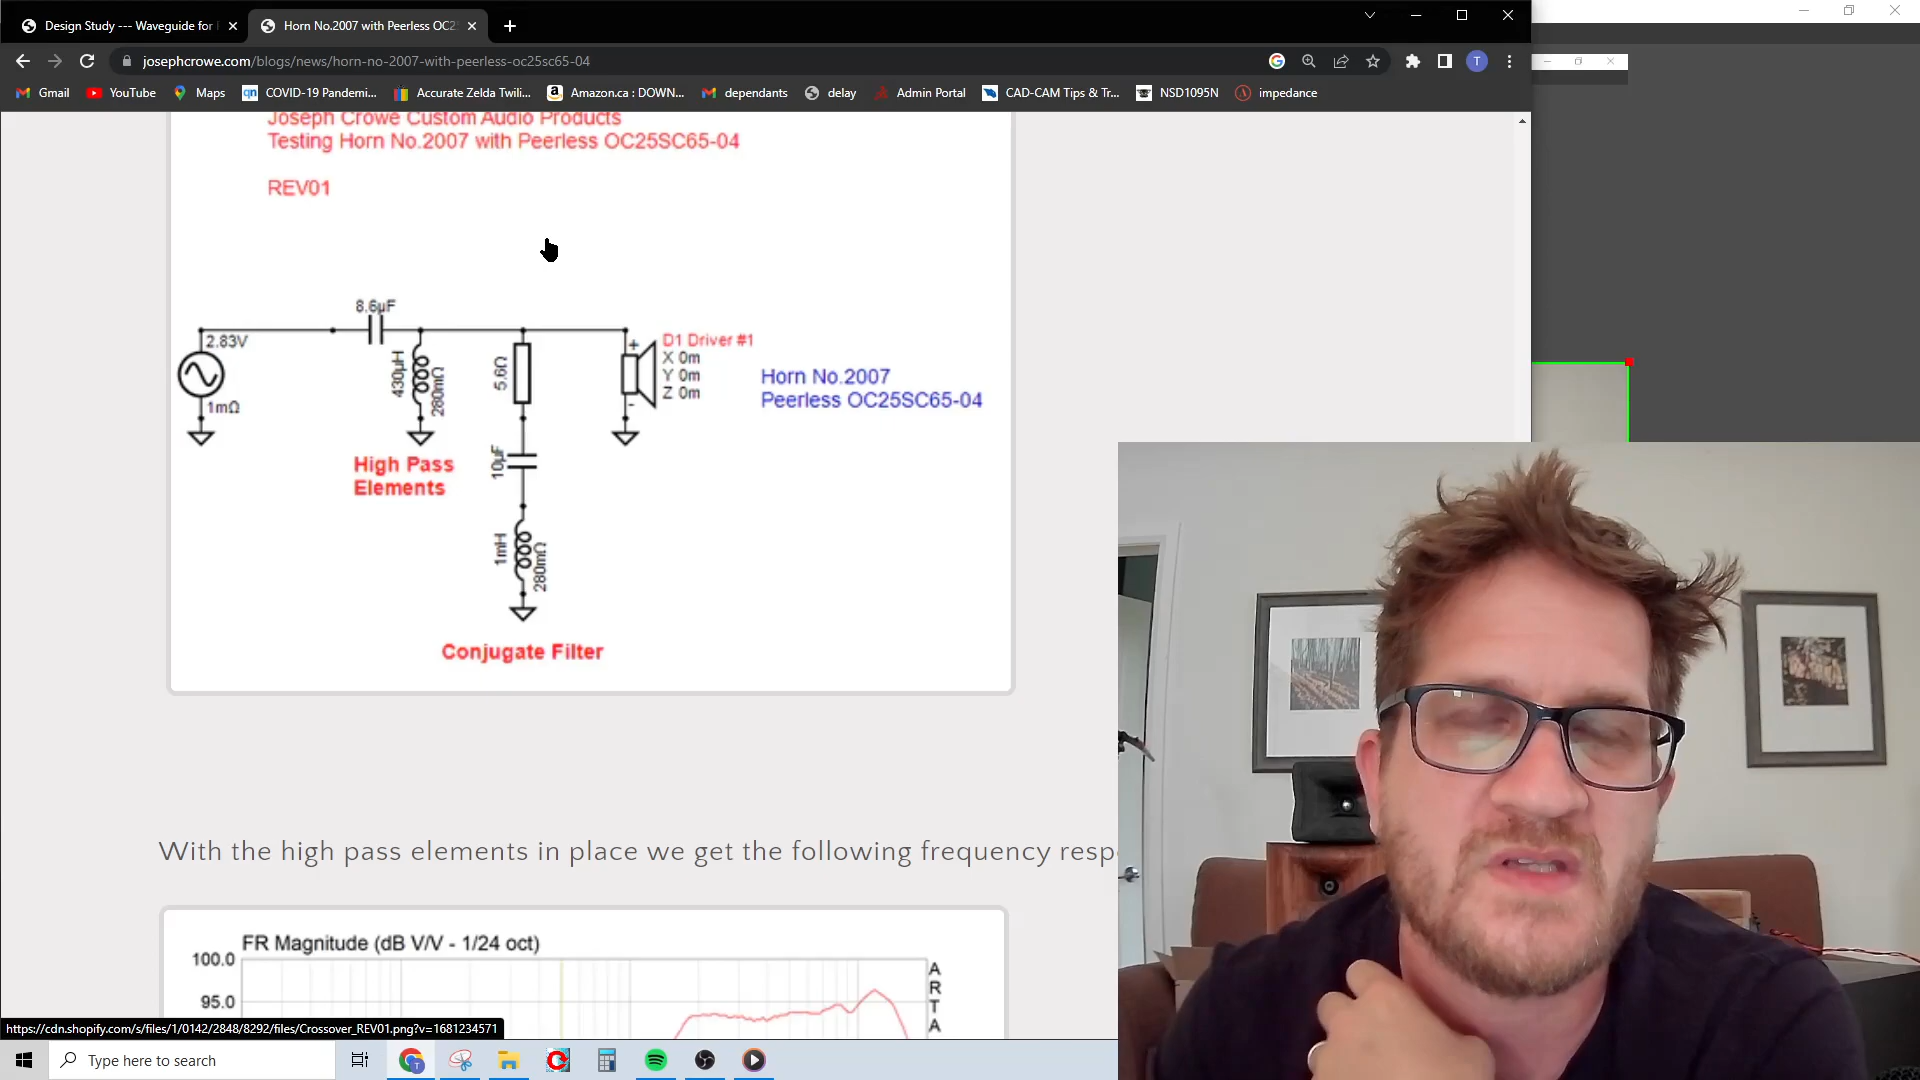 Design Study --- Waveguide for
Horn No.2007 with Peerless OC2
josephcrowe.com/blogs/news/horn-no-2007-with-peerless-oc25sc65-04
T
Gmail
YouTube
Maps
COVID-19 Pandemi...
Accurate Zelda Twili...
Amazon.ca : DOWN...
dependants
delay
Admin Portal
CAD-CAM Tips & Tr...
NSD1095N
impedance
Joseph Crowe Custom Audio Products
Testing Horn No.2007 with Peerless OC25SC65-04
REV01
8.6µF
2.83V
1mΩ
430µH
280mΩ
5.6Ω
10µF
1mH
280mΩ
+
-
D1 Driver #1
X 0m
Y 0m
Z 0m
Horn No.2007
Peerless OC25SC65-04
High Pass
Elements
Conjugate Filter
With the high pass elements in place we get the following frequency resp
FR Magnitude (dB V/V - 1/24 oct)
100.0
95.0
A
R
T
A
https://cdn.shopify.com/s/files/1/0142/2848/8292/files/Crossover_REV01.png?v=1681234571
Type here to search